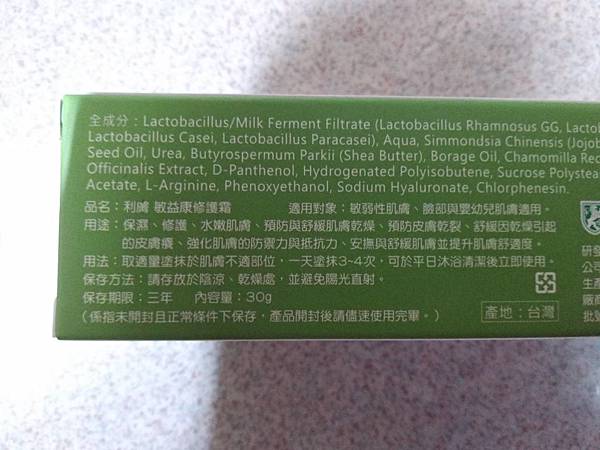 全成分：Lactobacillus/Milk Ferment Filtrate (Lactobacillus Rhamnosus GG,
Lactobacillus Casei, Lactobacillus Paracasei), Aqua, Simmondsia Chinensis
Seed Oil, Urea, Butyrospermum Parkii (Shea Butter), Borage Oil, Chamomilla
Officinalis Extract, D-Panthenol, Hydrogenated Polyisobutene, Sucrose
Acetate, L-Arginine, Phenoxyethanol, Sodium Hyaluronate, Chlorphenesin.
品名：利膚 敏益康修護霜 適用對象：敏弱性肌膚、臉部與嬰幼兒肌膚適用。
用途：保濕、修護、水嫩肌膚、預防與舒緩肌膚乾燥、預防皮膚乾裂、舒緩因乾燥引起
的皮膚癢、強化肌膚的防禦力與抵抗力、安撫與舒緩肌膚並提升肌膚舒適度。
用法：取適量塗抹於肌膚不適部位，一天塗抹3~4次，可於平日沐浴清潔後立即使用。
保存方法：請存放於陰涼、乾燥處，並避免陽光直射。
保存期限：三年 內容量：30g
(係指未開封且正常條件下保存，產品開封後請儘速使用完畢。)
產地：台灣
研發
公司
生產
廠商
批號